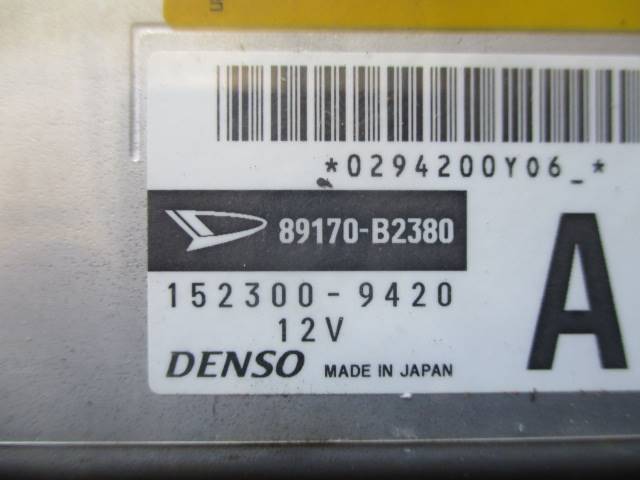 *0294200Y06_*
89170-B2380
A
152300-9420
12V
DENSO MADE IN JAPAN